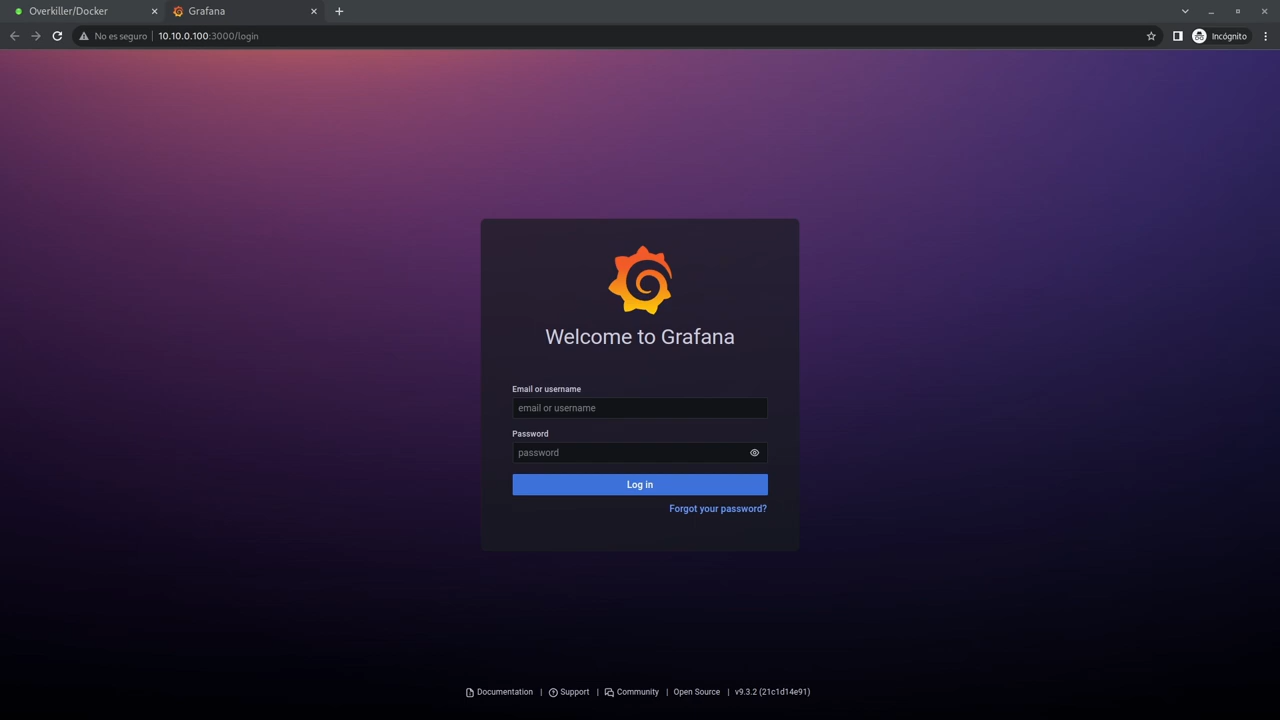 Overkiller/Docker
Grafana
No es seguro 10.10.0.100:3000/login
Incógnito
Welcome to Grafana
Email or username
email or username
Password
password
Log in
Forgot your password?
Documentation | Support | Community | Open Source | v9.3.2 (21c1d14e91)